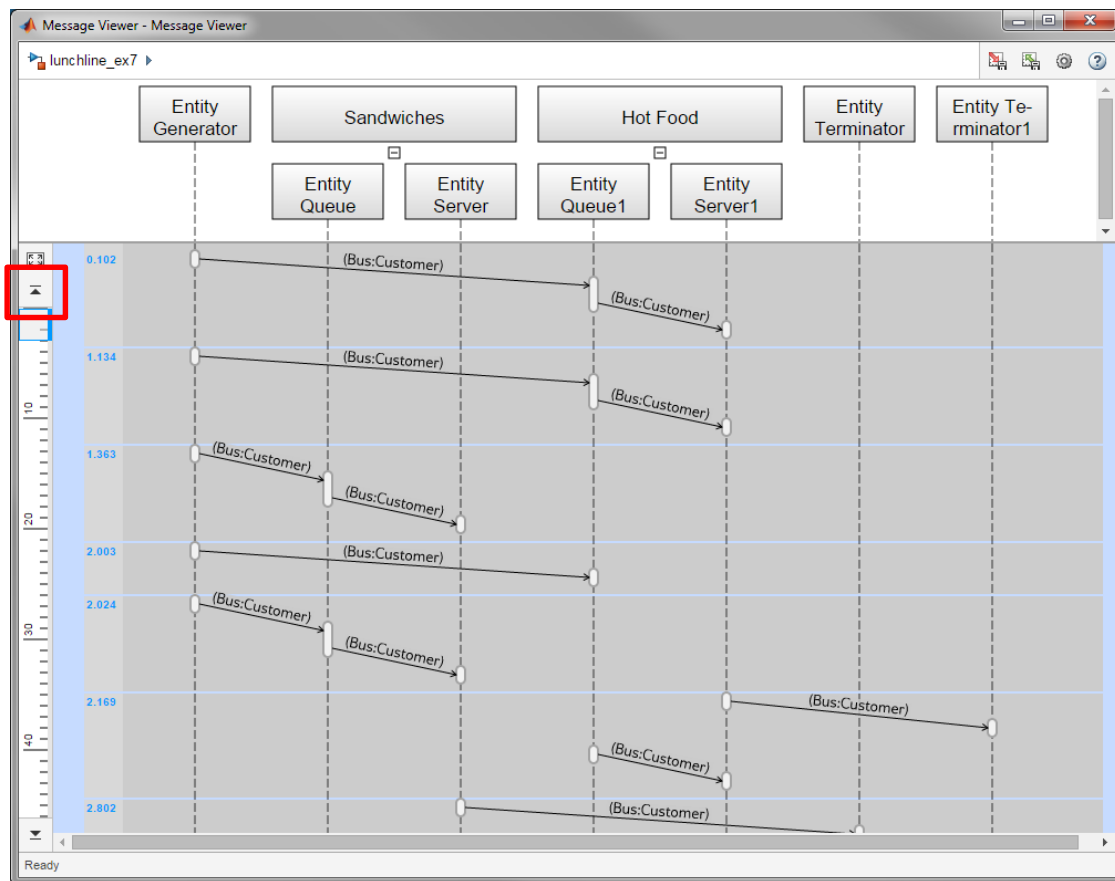 Message Viewer - Message Viewer
lunchline_ex7
Entity
Generator
Sandwiches
Hot Food
Entity
Terminator
Entity Te-
rminator1
Entity
Queue
Entity
Server
Entity
Queue1
Entity
Server1
0.102
(Bus:Customer)
(Bus:Customer)
1.134
(Bus:Customer)
(Bus:Customer)
10
1.363
(Bus:Customer)
(Bus:Customer)
20
2.003
(Bus:Customer)
2.024
(Bus:Customer)
(Bus:Customer)
30
2.169
(Bus:Customer)
(Bus:Customer)
40
2.802
(Bus:Customer)
Ready